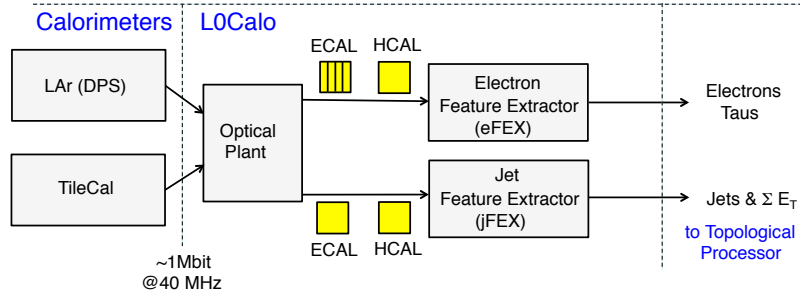 Calorimeters
L0Calo
ECAL
HCAL
LAr (DPS)
Optical
Plant
Electron
Feature Extractor
(eFEX)
Electrons
Taus
TileCal
Jet
Feature Extractor
(jFEX)
Jets & Σ E_T
ECAL
HCAL
to Topological
Processor
~1Mbit
@40 MHz